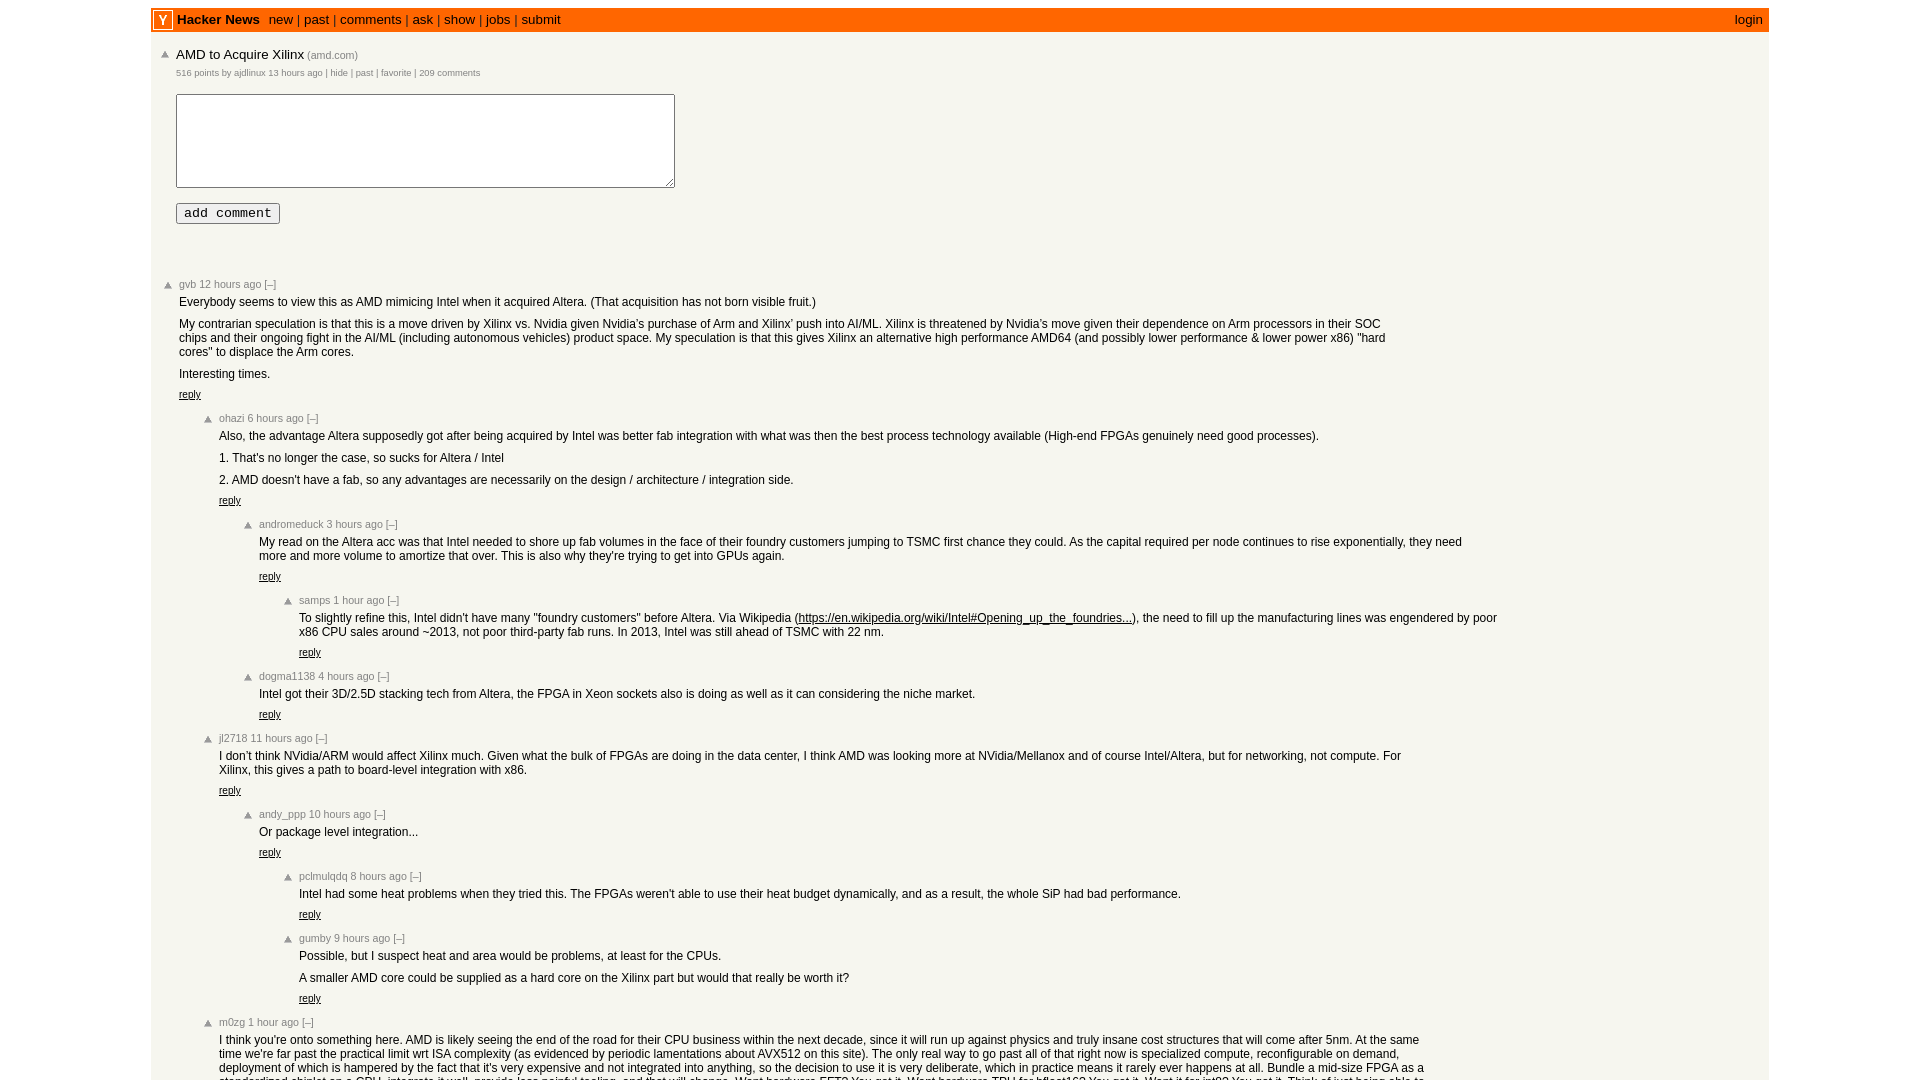 Y Hacker News new | past | comments | ask | show | jobs | submit login
AMD to Acquire Xilinx (amd.com)
516 points by ajdlinux 13 hours ago | hide | past | favorite | 209 comments
add comment
gvb 12 hours ago [–]
Everybody seems to view this as AMD mimicing Intel when it acquired Altera. (That acquisition has not born visible fruit.)
My contrarian speculation is that this is a move driven by Xilinx vs. Nvidia given Nvidia's purchase of Arm and Xilinx' push into AI/ML. Xilinx is threatened by Nvidia's move given their dependence on Arm processors in their SOC
chips and their ongoing fight in the AI/ML (including autonomous vehicles) product space. My speculation is that this gives Xilinx an alternative high performance AMD64 (and possibly lower performance & lower power x86) "hard
cores" to displace the Arm cores.
Interesting times.
reply
ohazi 6 hours ago [–]
Also, the advantage Altera supposedly got after being acquired by Intel was better fab integration with what was then the best process technology available (High-end FPGAs genuinely need good processes).
1. That's no longer the case, so sucks for Altera / Intel
2. AMD doesn't have a fab, so any advantages are necessarily on the design / architecture / integration side.
reply
andromeduck 3 hours ago [–]
My read on the Altera acc was that Intel needed to shore up fab volumes in the face of their foundry customers jumping to TSMC first chance they could. As the capital required per node continues to rise exponentially, they need
more and more volume to amortize that over. This is also why they're trying to get into GPUs again.
reply
samps 1 hour ago [–]
To slightly refine this, Intel didn't have many "foundry customers" before Altera. Via Wikipedia (https://en.wikipedia.org/wiki/Intel#Opening_up_the_foundries...), the need to fill up the manufacturing lines was engendered by poor
x86 CPU sales around ~2013, not poor third-party fab runs. In 2013, Intel was still ahead of TSMC with 22 nm.
reply
dogma1138 4 hours ago [–]
Intel got their 3D/2.5D stacking tech from Altera, the FPGA in Xeon sockets also is doing as well as it can considering the niche market.
reply
jl2718 11 hours ago [–]
I don't think NVidia/ARM would affect Xilinx much. Given what the bulk of FPGAs are doing in the data center, I think AMD was looking more at NVidia/Mellanox and of course Intel/Altera, but for networking, not compute. For
Xilinx, this gives a path to board-level integration with x86.
reply
andy_ppp 10 hours ago [–]
Or package level integration...
reply
pclmulqdq 8 hours ago [–]
Intel had some heat problems when they tried this. The FPGAs weren't able to use their heat budget dynamically, and as a result, the whole SiP had bad performance.
reply
gumby 9 hours ago [–]
Possible, but I suspect heat and area would be problems, at least for the CPUs.
A smaller AMD core could be supplied as a hard core on the Xilinx part but would that really be worth it?
reply
m0zg 1 hour ago [–]
I think you're onto something here. AMD is likely seeing the end of the road for their CPU business within the next decade, since it will run up against physics and truly insane cost structures that will come after 5nm. At the same
time we're far past the practical limit wrt ISA complexity (as evidenced by periodic lamentations about AVX512 on this site). The only real way to go past all of that right now is specialized compute, reconfigurable on demand,
deployment of which is hampered by the fact that it's very expensive and not integrated into anything, so the decision to use it is very deliberate, which in practice means it rarely ever happens at all. Bundle a mid-size FPGA as a